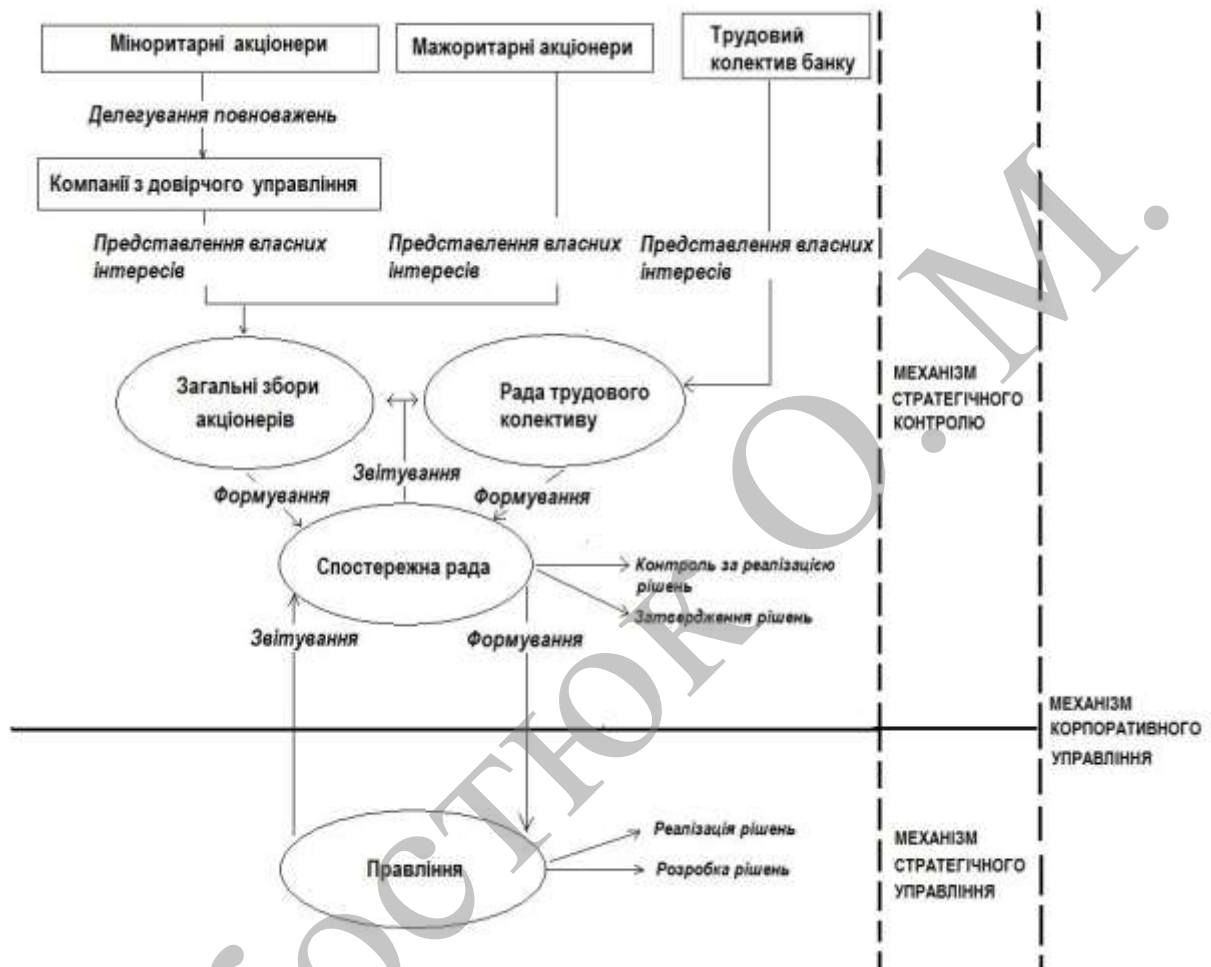 Міноритарні акціонери
Мажоритарні акціонери
Трудовий
колектив банку
Делегування повноважень
Компанії з довірчого управління
Представлення власних
інтересів
Представлення власних
інтересів
Представлення власних
інтересів
Загальні збори
акціонерів
Рада трудового
колективу
МЕХАНІЗМ
СТРАТЕГІЧНОГО
КОНТРОЛЮ
Звітування
Формування
Формування
Спостережна рада
Контроль за реалізацією
рішень
Затвердження рішень
Звітування
Формування
МЕХАНІЗМ
КОРПОРАТИВНОГО
УПРАВЛІННЯ
Правління
Реалізація рішень
Розробка рішень
МЕХАНІЗМ
СТРАТЕГІЧНОГО
УПРАВЛІННЯ
остюк О. М.